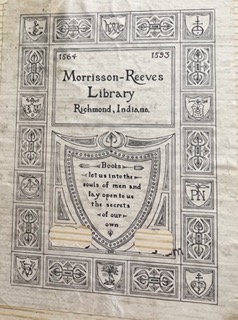 1864 1893
Morrisson-Reeves
Library
Richmond, Indiana.
Books
let us into the
souls of men and
lay open to us
the secrets
of our
own